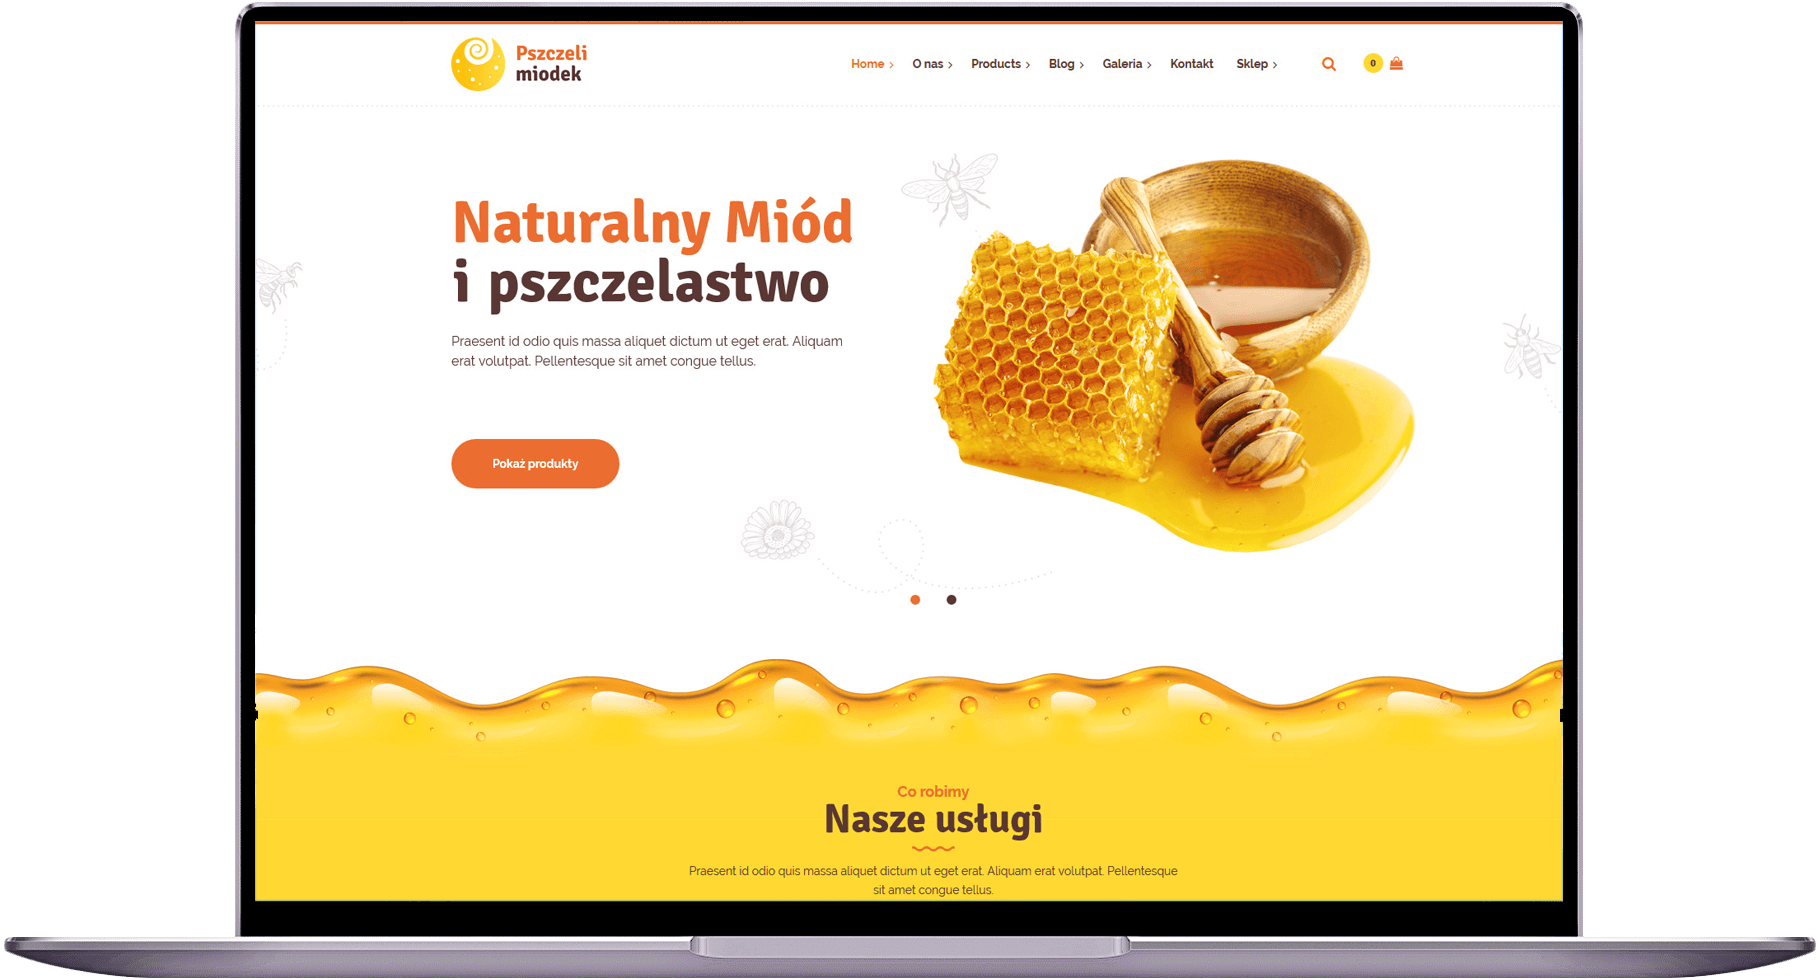 Pszczeli
miodek
Home
O nas
Products
Blog
Galeria
Kontakt
Sklep
0
Naturalny Miód
i pszczelastwo
Praesent id odio quis massa aliquet dictum ut eget erat. Aliquam
erat volutpat. Pellentesque sit amet congue tellus.
Pokaż produkty
Co robimy
Nasze usługi
Praesent id odio quis massa aliquet dictum ut eget erat. Aliquam erat volutpat. Pellentesque
sit amet congue tellus.